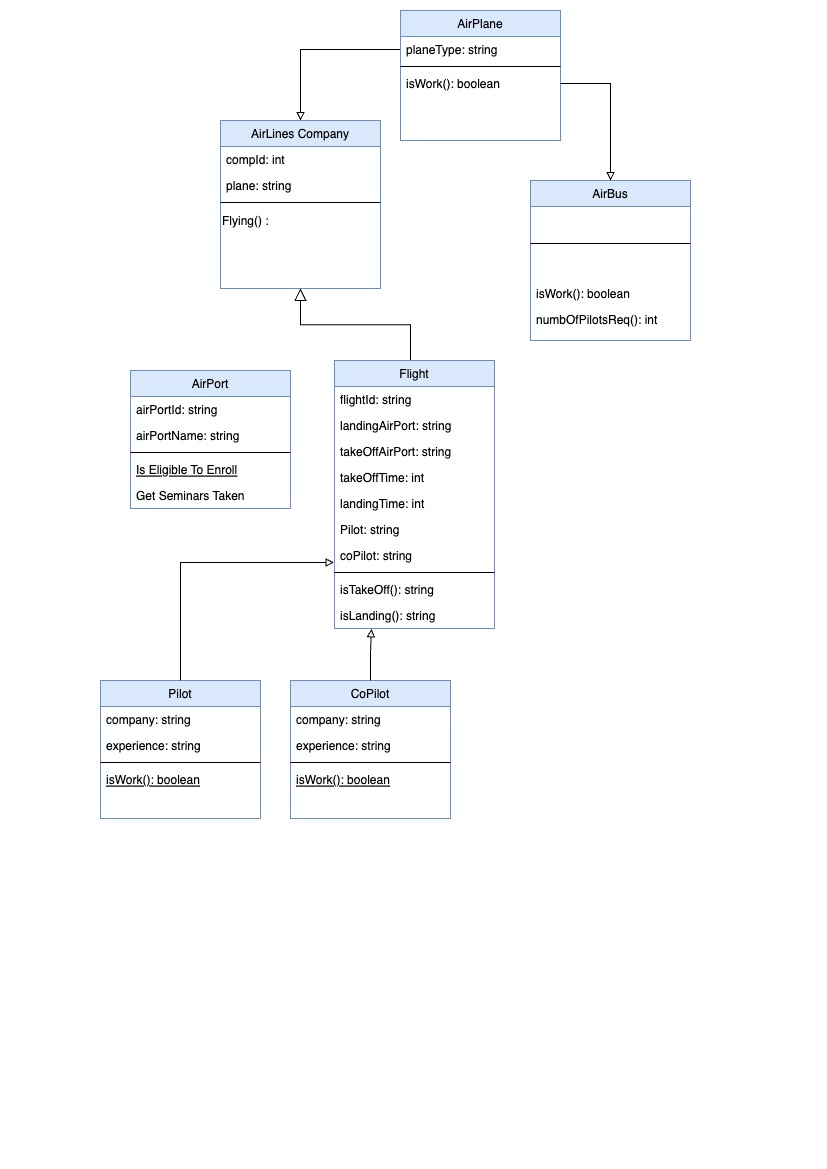 AirPlane
planeType: string
isWork(): boolean
AirLines Company
compId: int
plane: string
Flying() :
AirBus
isWork(): boolean
numbOfPilotsReq(): int
AirPort
airPortId: string
airPortName: string
Is Eligible To Enroll
Get Seminars Taken
Flight
flightId: string
landingAirPort: string
takeOffAirPort: string
takeOffTime: int
landingTime: int
Pilot: string
coPilot: string
isTakeOff(): string
isLanding(): string
Pilot
company: string
experience: string
isWork(): boolean
CoPilot
company: string
experience: string
isWork(): boolean